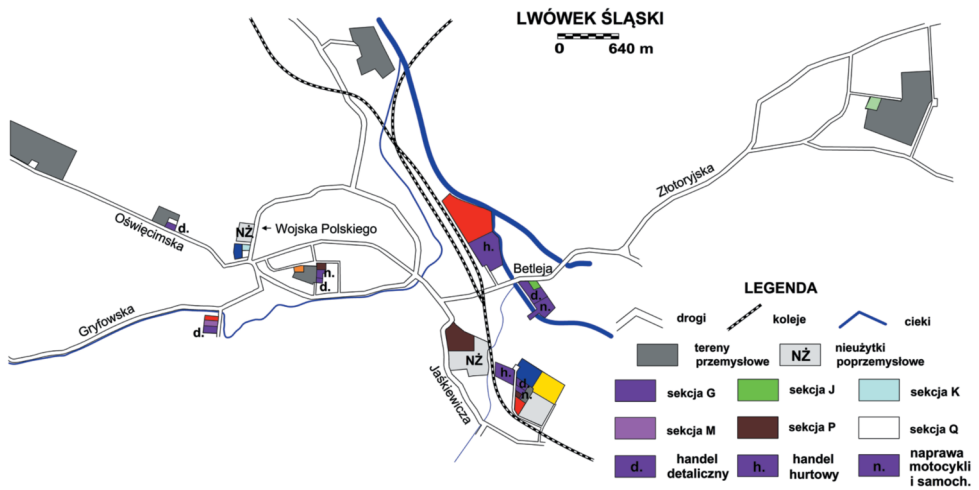 LWÓWEK ŚLĄSKI
0 640 m
Złotoryjska
Oświęcimska
d.
NŻ
Wojska Polskiego
h.
Betleja
n.
d.
d.
n.
Gryfowska
d.
NŻ
Jaśkiewicza
h.
d.
n.
LEGENDA
drogi
koleje
cieki
tereny
przemysłowe
NŻ
nieużytki
poprzemysłowe
sekcja G
sekcja J
sekcja K
sekcja M
sekcja P
sekcja Q
d.
handel
detaliczny
h.
handel
hurtowy
n.
naprawa
motocykli
i samoch.